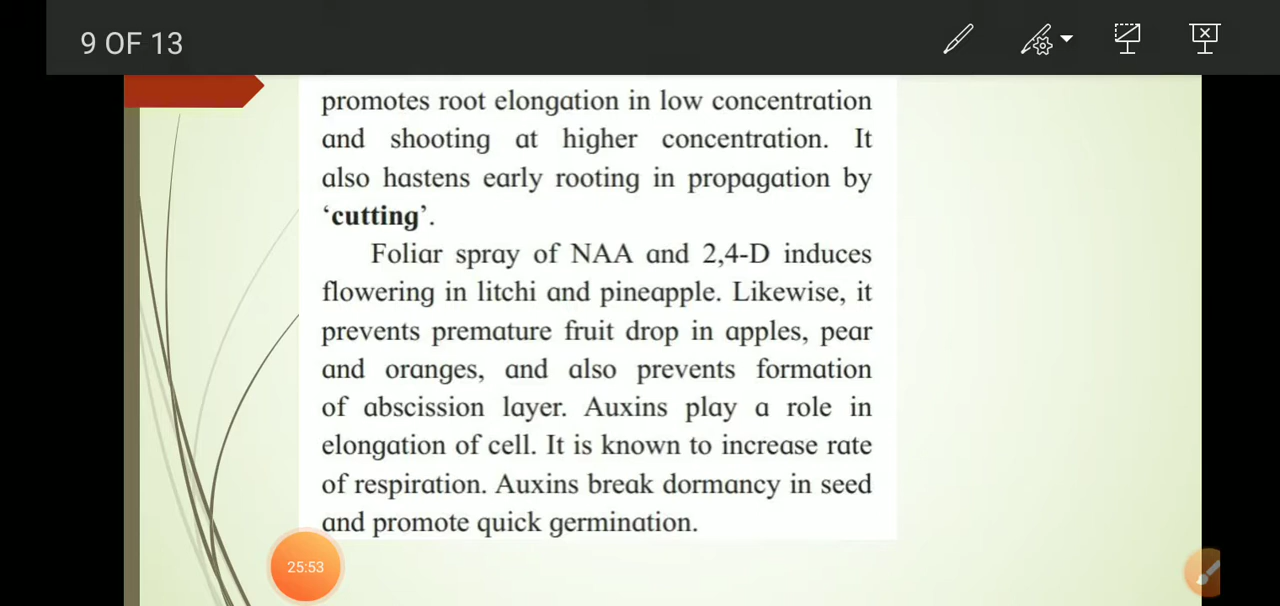 9 OF 13
promotes root elongation in low concentration
and shooting at higher concentration. It
also hastens early rooting in propagation by
‘cutting’.
Foliar spray of NAA and 2,4-D induces
flowering in litchi and pineapple. Likewise, it
prevents premature fruit drop in apples, pear
and oranges, and also prevents formation
of abscission layer. Auxins play a role in
elongation of cell. It is known to increase rate
of respiration. Auxins break dormancy in seed
and promote quick germination.
25:53